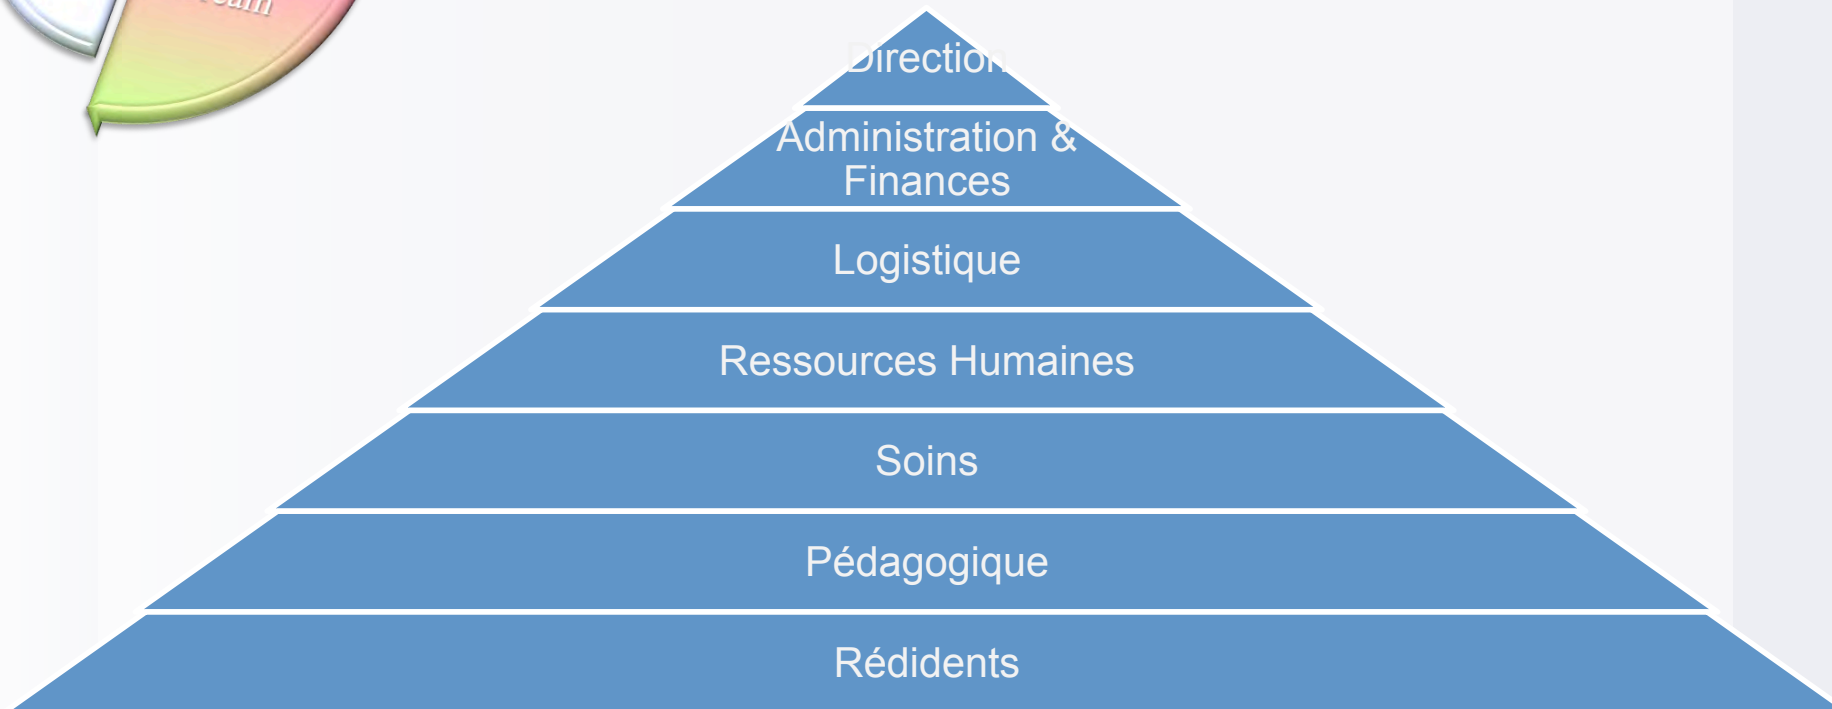 Direction
Administration &
Finances
Logistique
Ressources Humaines
Soins
Pédagogique
Rédidents